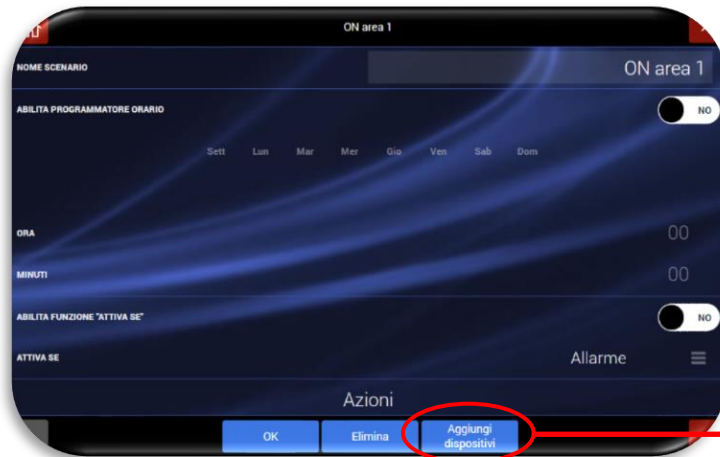 ON area 1
NOME SCENARIO
ON area 1
ABILITA PROGRAMMATORE ORARIO
NO
Sett Lun Mar Mer Gio Ven Sab Dom
ORA
00
MINUTI
00
ABILITA FUNZIONE "ATTIVA SE"
NO
ATTIVA SE
Allarme
Azioni
OK
Elimina
Aggiungi
dispositivi